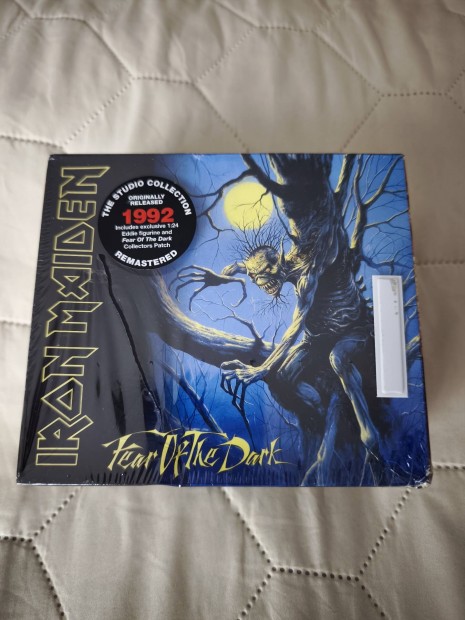 IRON MAIDEN
THE STUDIO COLLECTION
ORIGINALLY
RELEASED
1992
Includes exclusive 1:24
Eddie figurine and
Fear Of The Dark
Collectors Patch
REMASTERED
Fear Of The Dark